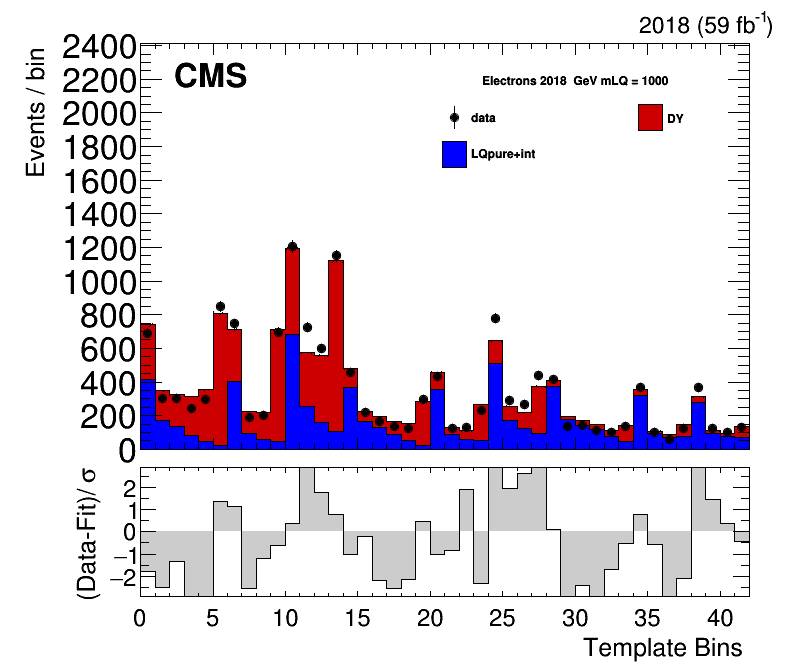 2018 (59 fb-1)
CMS
Electrons 2018 GeV mLQ = 1000
data
DY
LQpure+int
Events / bin
2400
2200
2000
1800
1600
1400
1200
1000
800
600
400
200
0
(Data-Fit)/ σ
2
1
0
−1
−2
0 5 10 15 20 25 30 35 40
Template Bins